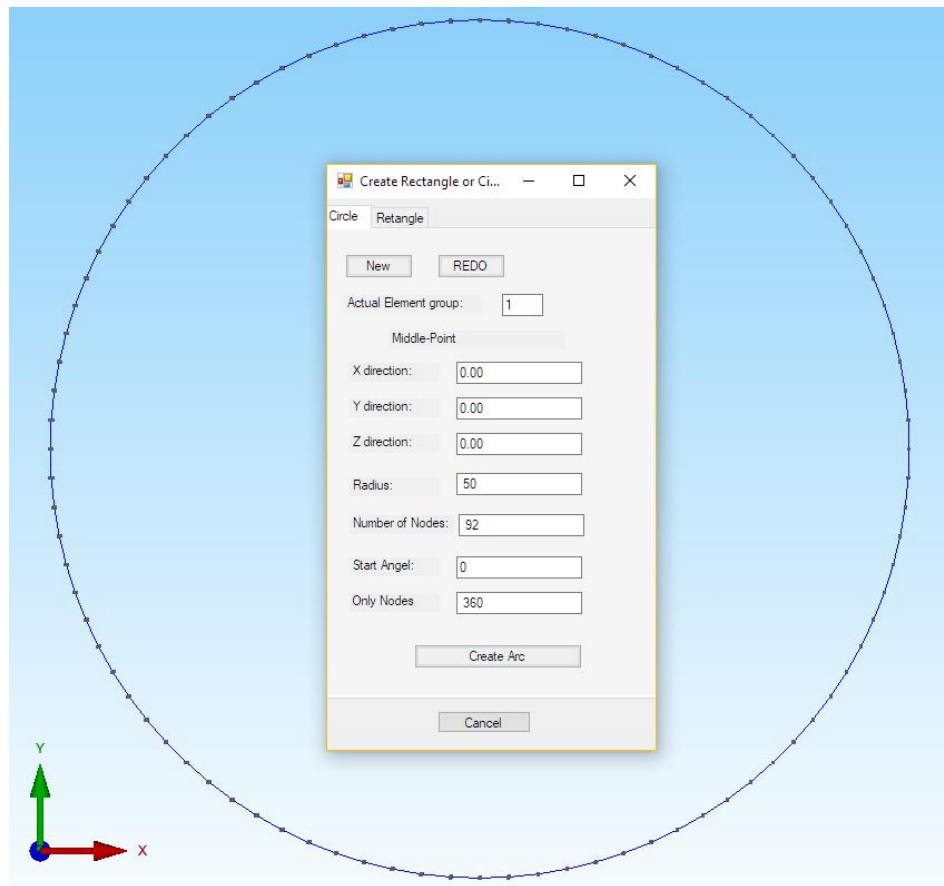 Create Rectangle or Ci...
Circle Retangle
New REDO
Actual Element group: 1
Middle-Point
X direction: 0.00
Y direction: 0.00
Z direction: 0.00
Radius: 50
Number of Nodes: 92
Start Angel: 0
Only Nodes 360
Create Arc
Cancel
Y
X